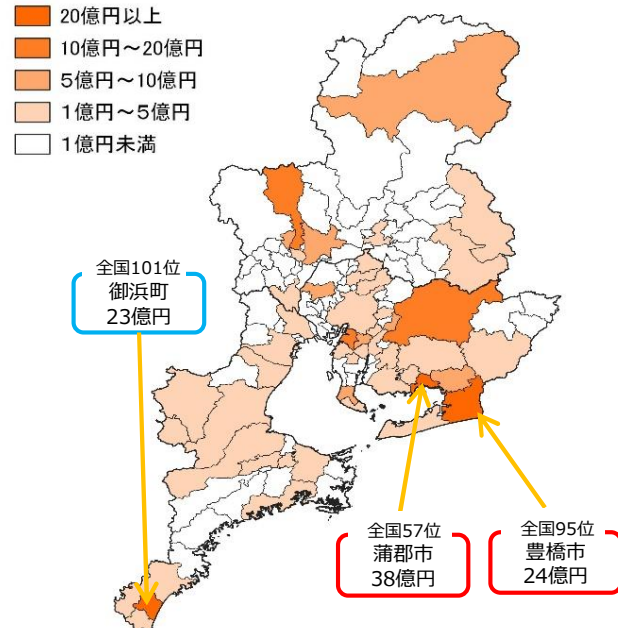 20億円以上
10億円～20億円
5億円～10億円
1億円～5億円
1億円未満
全国101位
御浜町
23億円
全国57位
蒲郡市
38億円
全国95位
豊橋市
24億円